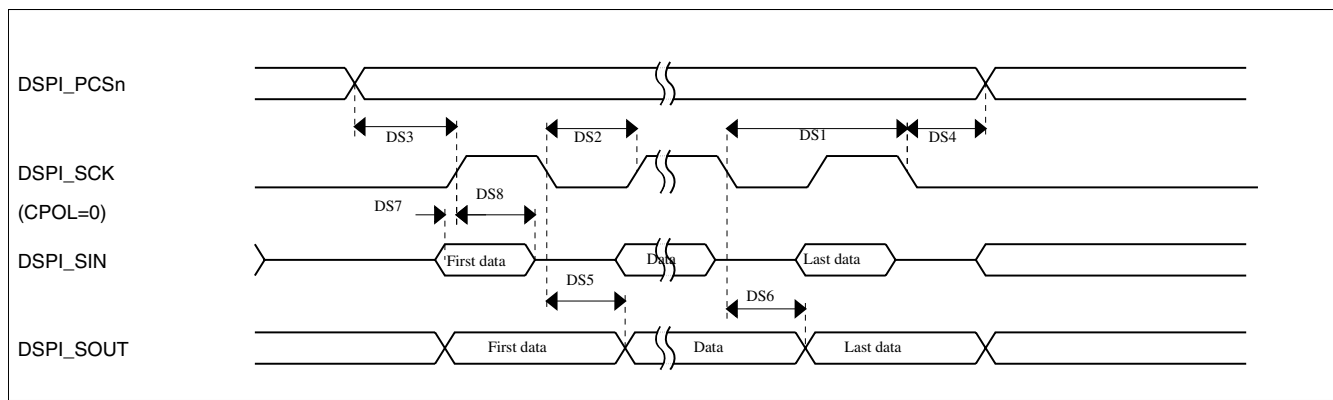 DSPI_PCSn
DS3
DS2
DS1
DS4
DSPI_SCK
DS7
DS8
(CPOL=0)
DSPI_SIN
First data
Data
Last data
DS5
DS6
DSPI_SOUT
First data
Data
Last data